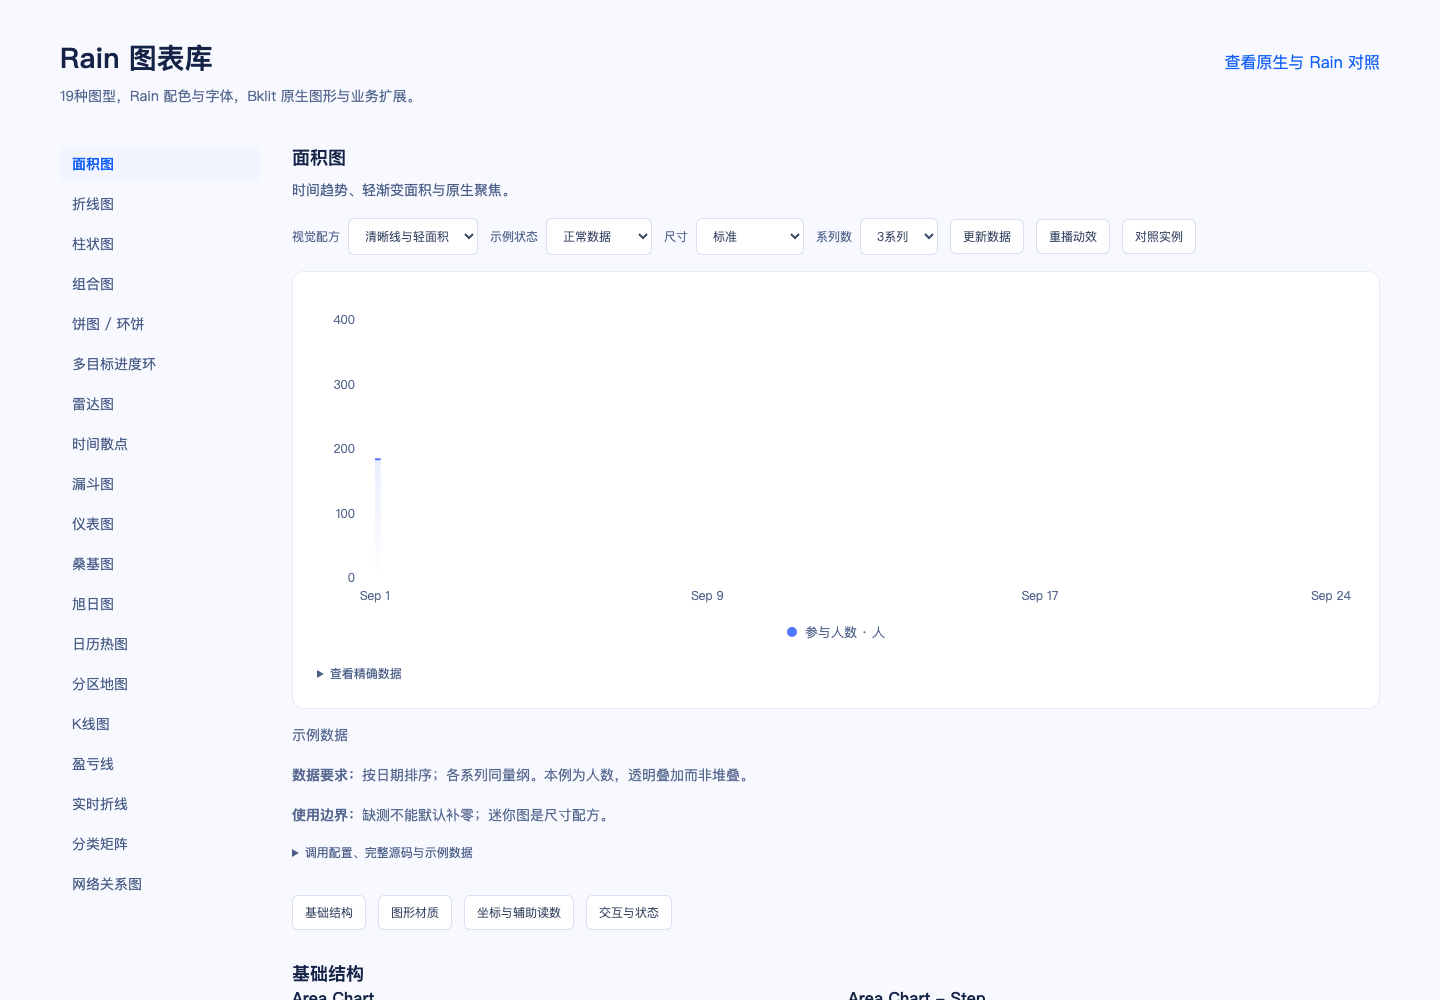 Rain 图表库
查看原生与 Rain 对照
19种图型，Rain 配色与字体，Bklit 原生图形与业务扩展。
面积图
折线图
柱状图
组合图
饼图 / 环饼
多目标进度环
雷达图
时间散点
漏斗图
仪表图
桑基图
旭日图
日历热图
分区地图
K线图
盈亏线
实时折线
分类矩阵
网络关系图
面积图
时间趋势、轻渐变面积与原生聚焦。
视觉配方 清晰线与轻面积 示例状态 正常数据 尺寸 标准 系列数 3系列 更新数据 重播动效 对照实例
400
300
200
100
0
Sep 1 Sep 9 Sep 17 Sep 24
参与人数 · 人
查看精确数据
示例数据
数据要求：按日期排序；各系列同量纲。本例为人数，透明叠加而非堆叠。
使用边界：缺测不能默认补零；迷你图是尺寸配方。
调用配置、完整源码与示例数据
基础结构 图形材质 坐标与辅助读数 交互与状态
基础结构
Area Chart Area Chart – Step